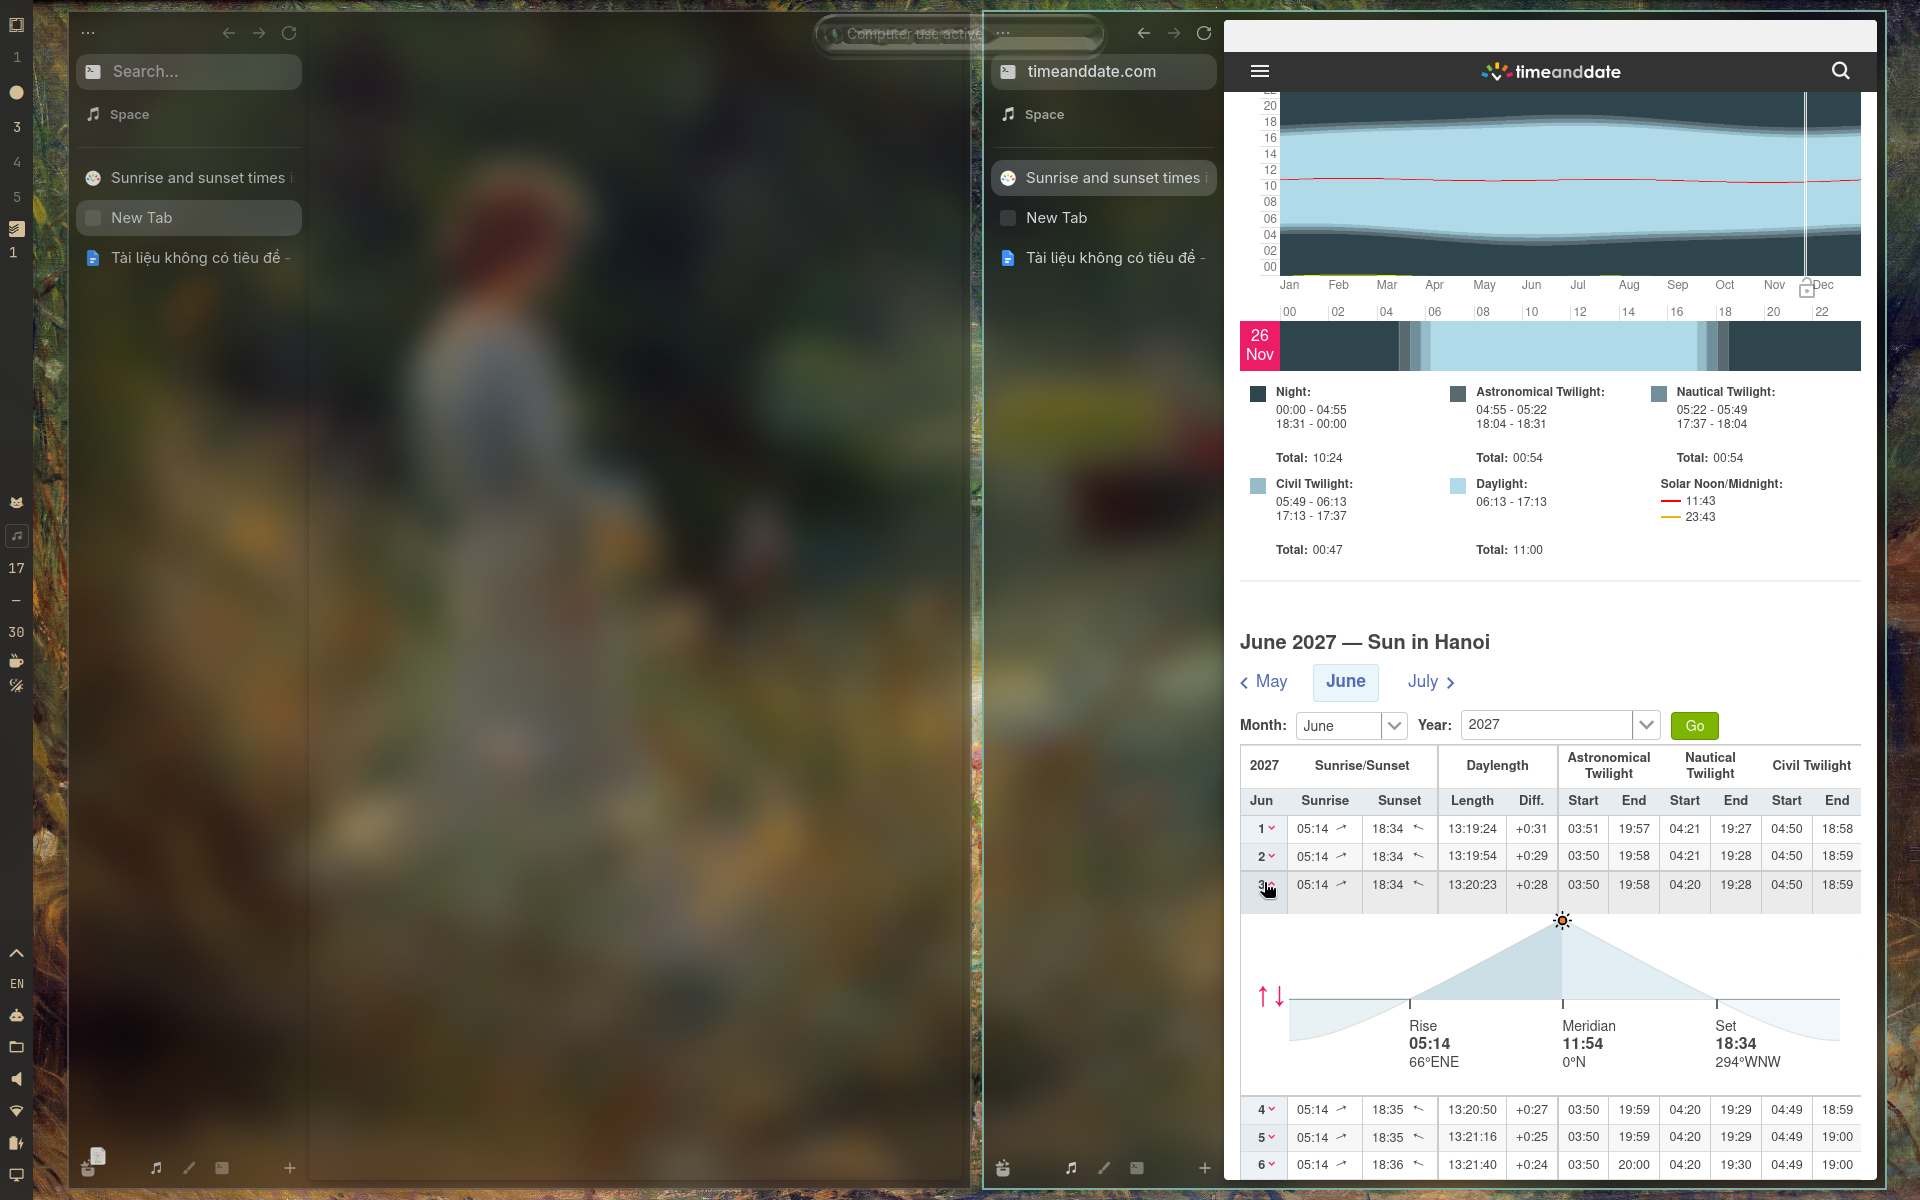 1
3
4
5
1
17
30
EN
Search...
Space
Sunrise and sunset times i
New Tab
Tài liệu không có tiêu đề -
Computer use active
timeanddate.com
Space
Sunrise and sunset times i
New Tab
Tài liệu không có tiêu đề -
timeanddate
20
18
16
14
12
10
08
06
04
02
00
Jan Feb Mar Apr May Jun Jul Aug Sep Oct Nov Dec
00 02 04 06 08 10 12 14 16 18 20 22
26
Nov
Night:
00:00 - 04:55
18:31 - 00:00
Total: 10:24
Astronomical Twilight:
04:55 - 05:22
18:04 - 18:31
Total: 00:54
Nautical Twilight:
05:22 - 05:49
17:37 - 18:04
Total: 00:54
Civil Twilight:
05:49 - 06:13
17:13 - 17:37
Total: 00:47
Daylight:
06:13 - 17:13
Total: 11:00
Solar Noon/Midnight:
11:43
23:43
June 2027 — Sun in Hanoi
May June July
Month: June Year: 2027 Go
2027 Sunrise/Sunset Daylength Astronomical Twilight Nautical Twilight Civil Twilight
Jun Sunrise Sunset Length Diff. Start End Start End Start End
1 05:14 18:34 13:19:24 +0:31 03:51 19:57 04:21 19:27 04:50 18:58
2 05:14 18:34 13:19:54 +0:29 03:50 19:58 04:21 19:28 04:50 18:59
3 05:14 18:34 13:20:23 +0:28 03:50 19:58 04:20 19:28 04:50 18:59
Rise
05:14
66°ENE
Meridian
11:54
0°N
Set
18:34
294°WNW
4 05:14 18:35 13:20:50 +0:27 03:50 19:59 04:20 19:29 04:49 18:59
5 05:14 18:35 13:21:16 +0:25 03:50 19:59 04:20 19:29 04:49 19:00
6 05:14 18:36 13:21:40 +0:24 03:50 20:00 04:20 19:30 04:49 19:00